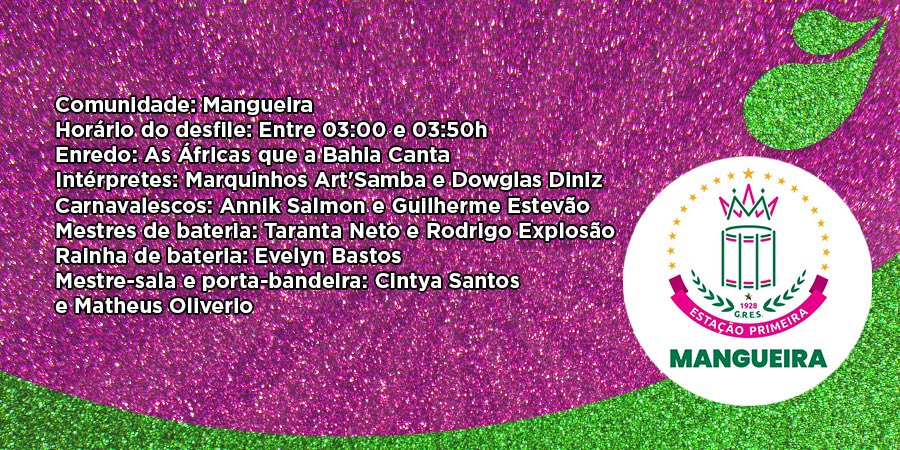 Comunidade: Mangueira
Horário do desfile: Entre 03:00 e 03:50h
Enredo: As Áfricas que a Bahia Canta
Intérpretes: Marquinhos Art'Samba e Dowglas Diniz
Carnavalescos: Annik Salmon e Guilherme Estevão
Mestres de bateria: Taranta Neto e Rodrigo Explosão
Rainha de bateria: Evelyn Bastos
Mestre-sala e porta-bandeira: Cintya Santos
e Matheus Oliverio
1928
G.R.E.S.
ESTAÇÃO PRIMEIRA
MANGUEIRA